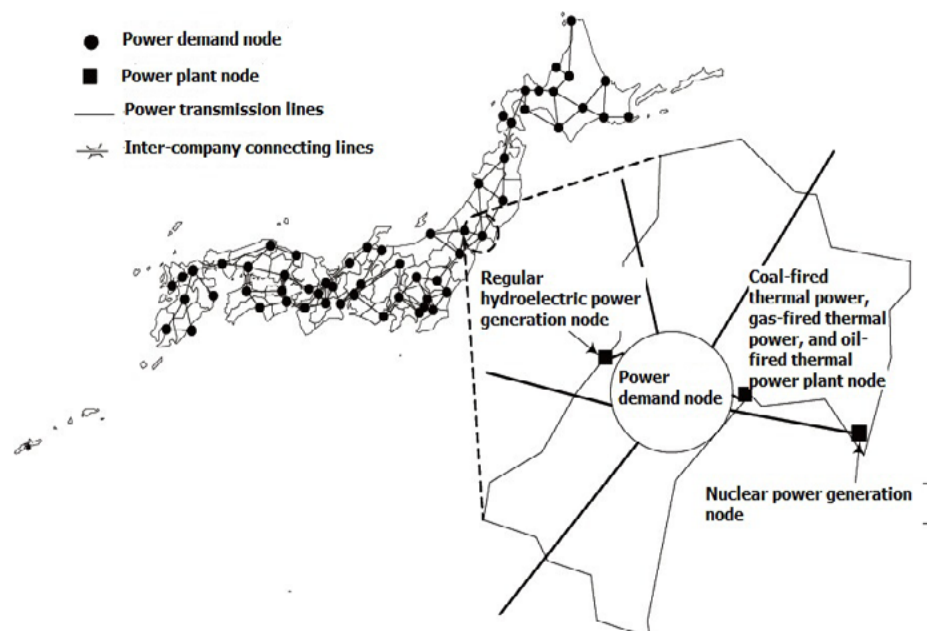 Power demand node
Power plant node
Power transmission lines
Inter-company connecting lines
Regular
hydroelectric power
generation node
Coal-fired
thermal power,
gas-fired thermal
power, and oil-
fired thermal
power plant node
Power
demand node
Nuclear power generation
node